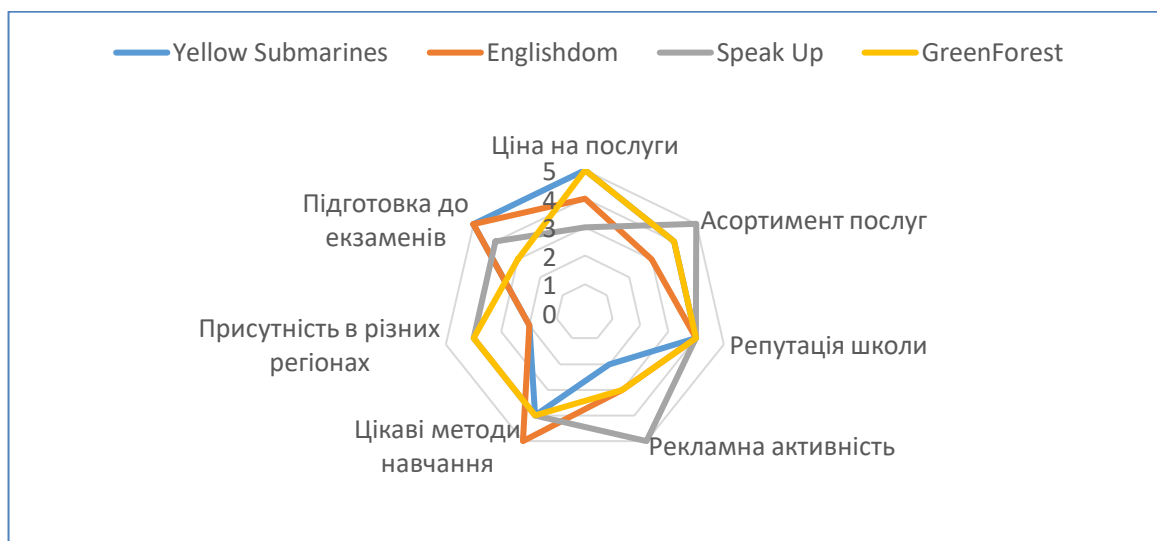 Yellow Submarines Englishdom Speak Up GreenForest
Ціна на послуги
5
4
3
2
1
0
Асортимент послуг
Репутація школи
Рекламна активність
Цікаві методи
навчання
Присутність в різних
регіонах
Підготовка до
екзаменів